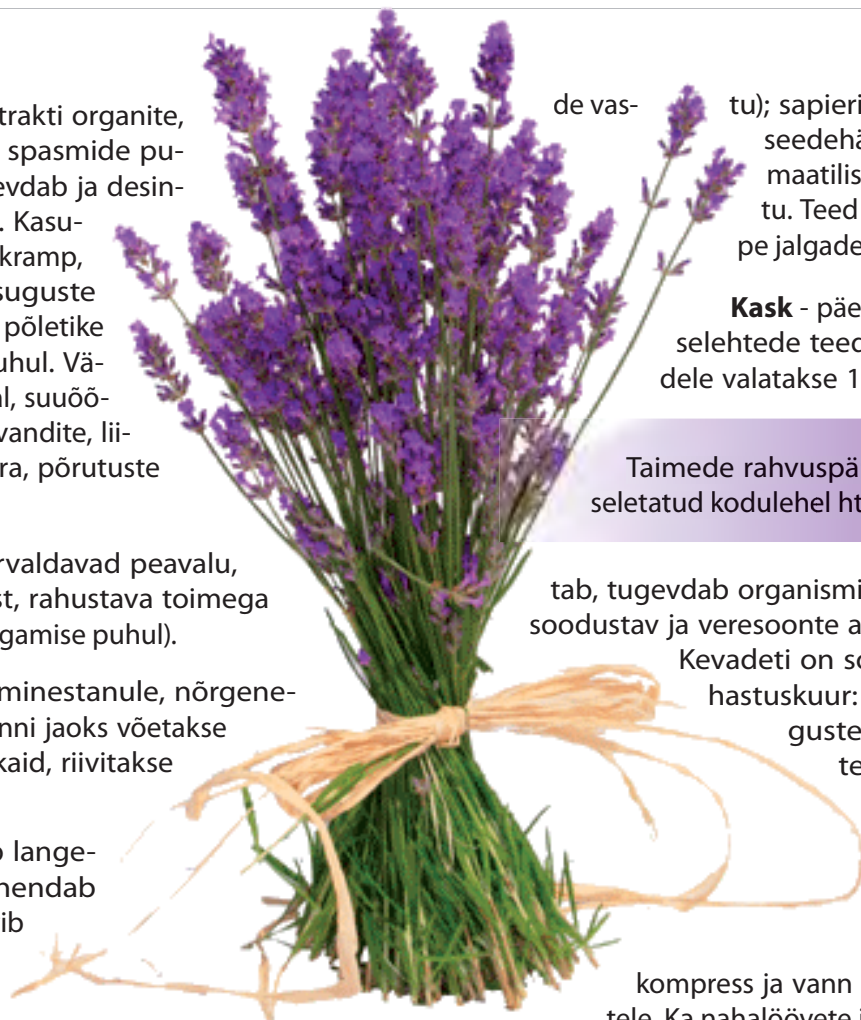 trakti organite,
spasmide pu-
evdab ja desin-
. Kasu-
kramp,
suguste
põletike
uhul. Vä-
l, suuõõ-
vandite, lii-
ra, põrutuste
rvaldavad peavalu,
st, rahustava toimega
gamise puhul).
minestanule, nõrgene-
nni jaoks võetakse
kaid, riivitakse
lange-
hendab
ib
de vas-
tu); sapieri
seedehä
maatilis
tu. Teed
pe jalgade
Kask - päe
selehtede teed
dele valatakse 1
Taimede rahvuspä
seletatud kodulehel ht
tab, tugevdab organismi
soodustav ja veresoonte a
Kevadeti on so
hastuskuur:
guste
te
kompress ja vann
tele. Ka nahalöövete